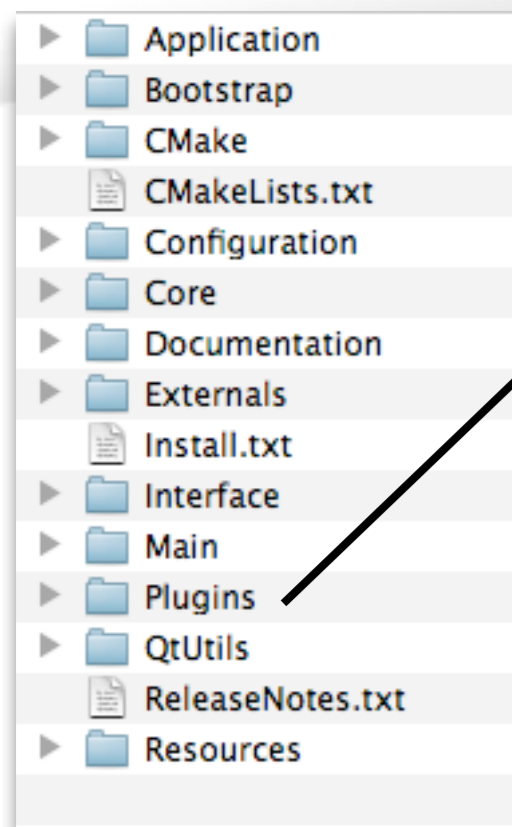 Application
Bootstrap
CMake
CMakeLists.txt
Configuration
Core
Documentation
Externals
Install.txt
Interface
Main
Plugins
QtUtils
ReleaseNotes.txt
Resources